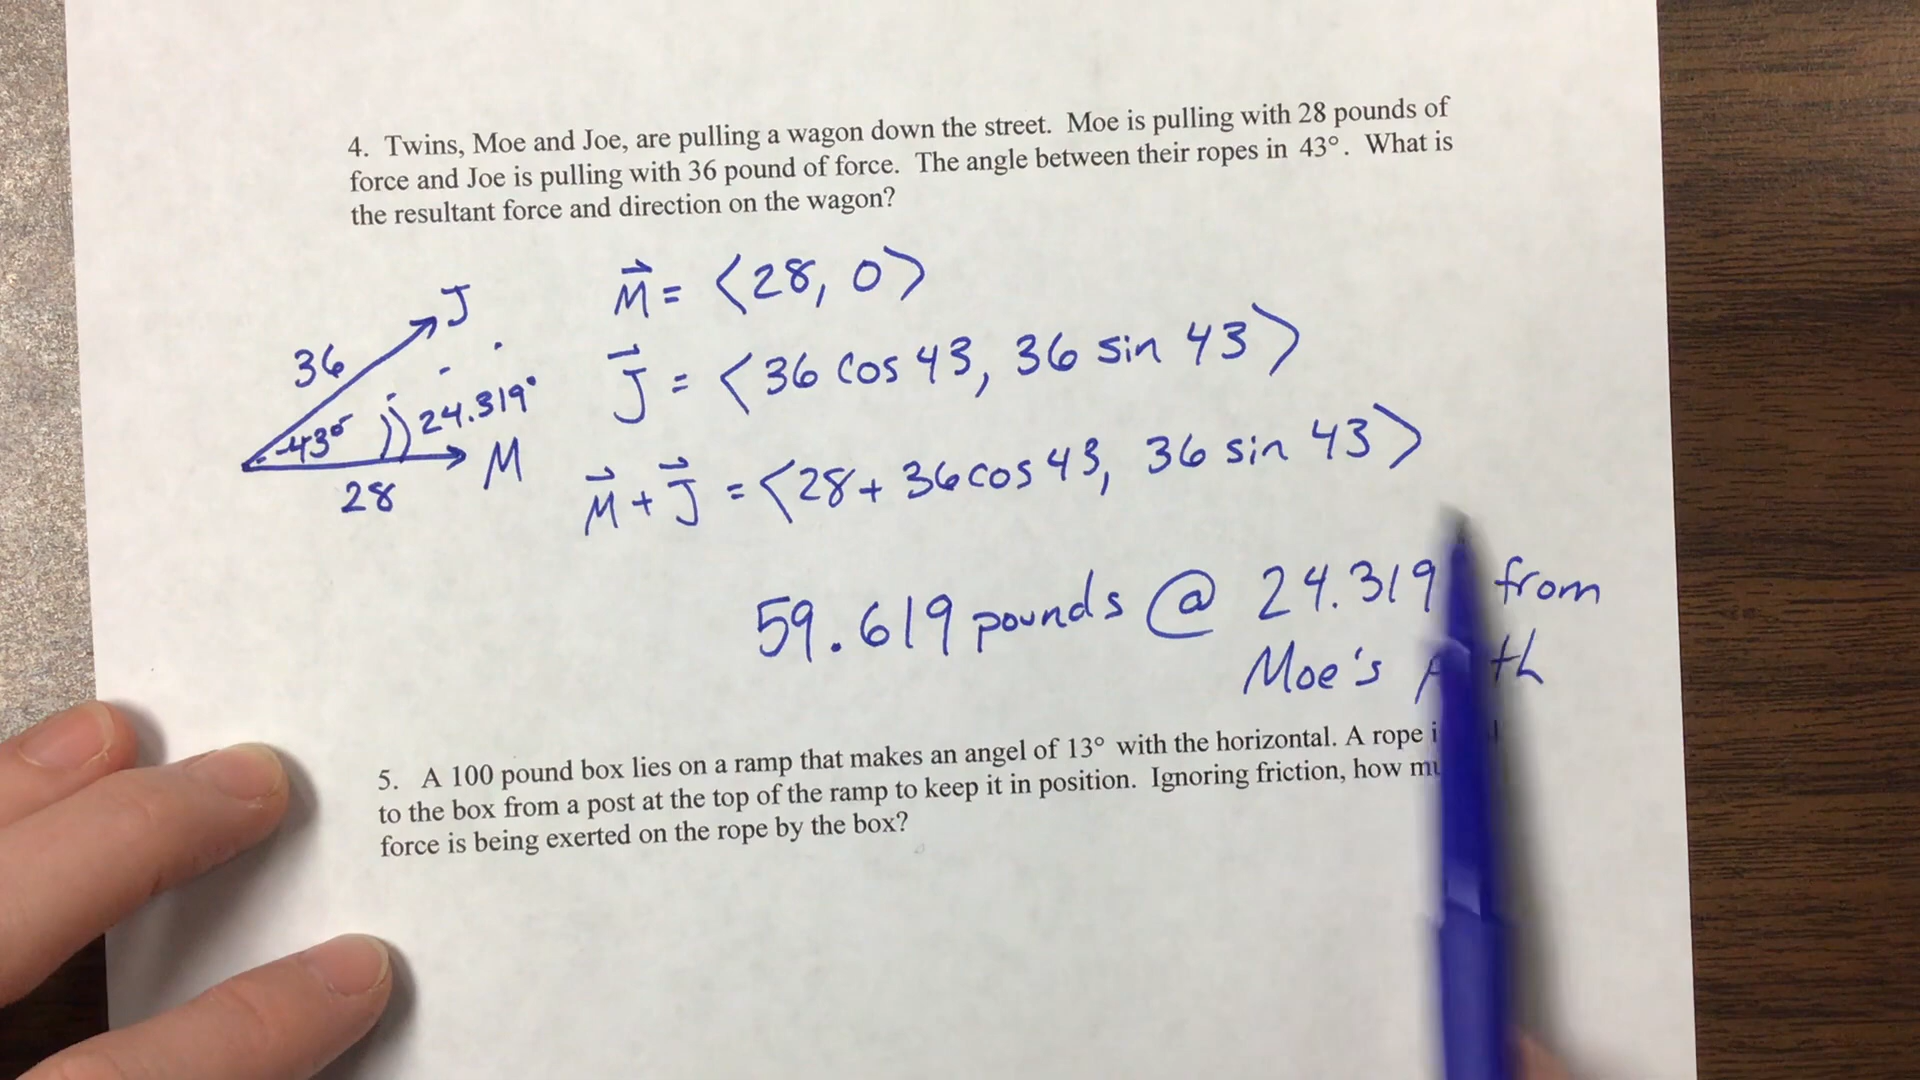 4. Twins, Moe and Joe, are pulling a wagon down the street. Moe is pulling with 28 pounds of
force and Joe is pulling with 36 pound of force. The angle between their ropes in 43°. What is
the resultant force and direction on the wagon?
J
36
43°
24.319°
M
28
M⃗ = ⟨28, 0⟩
J⃗ = ⟨36 cos 43, 36 sin 43⟩
M⃗ + J⃗ = ⟨28 + 36 cos 43, 36 sin 43⟩
59.619 pounds @ 24.319 from
Moe's
5. A 100 pound box lies on a ramp that makes an angel of 13° with the horizontal. A rope
to the box from a post at the top of the ramp to keep it in position. Ignoring friction, how
force is being exerted on the rope by the box?